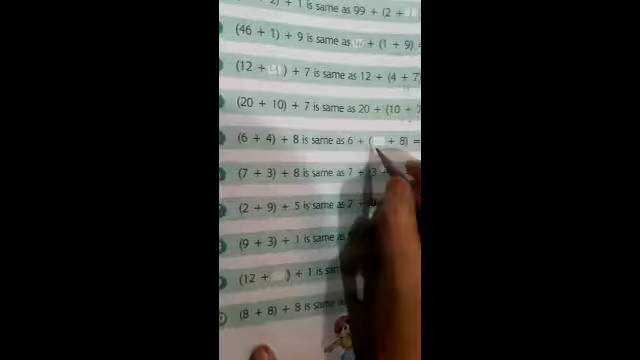 ) + 1 is same as 99 + (2 +
(46 + 1) + 9 is same as + (1 + 9) =
(12 + ) + 7 is same as 12 + (4 + 7)
(20 + 10) + 7 is same as 20 + (10 +
(6 + 4) + 8 is same as 6 + ( + 8) =
(7 + 3) + 8 is same as 7 + (3 +
(2 + 9) + 5 is same as 2 +
(9 + 3) + 1 is same as
(12 + ) + 1 is sam
(8 + 8) + 8 is same as